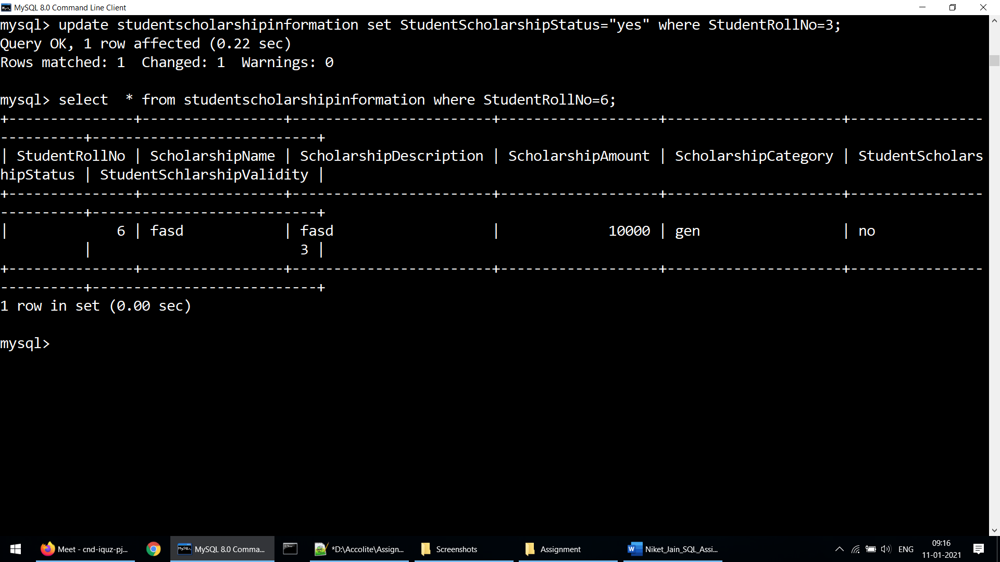 MySQL 8.0 Command Line Client
mysql> update studentscholarshipinformation set StudentScholarshipStatus="yes" where StudentRollNo=3;
Query OK, 1 row affected (0.22 sec)
Rows matched: 1  Changed: 1  Warnings: 0
mysql> select  * from studentscholarshipinformation where StudentRollNo=6;
+---------------+-----------------+------------------------+-------------------+---------------------+----------------
----------+---------------------------+
| StudentRollNo | ScholarshipName | ScholarshipDescription | ScholarshipAmount | ScholarshipCategory | StudentScholars
hipStatus | StudentSchlarshipValidity |
+---------------+-----------------+------------------------+-------------------+---------------------+----------------
----------+---------------------------+
|             6 | fasd            | fasd                   |             10000 | gen                 | no
          |                         3 |
+---------------+-----------------+------------------------+-------------------+---------------------+----------------
----------+---------------------------+
1 row in set (0.00 sec)
mysql>
Meet - cnd-iquz-pj...
MySQL 8.0 Comma...
*D:\Accolite\Assign...
Screenshots
Assignment
Niket_Jain_SQL_Assi...
ENG
09:16
11-01-2021